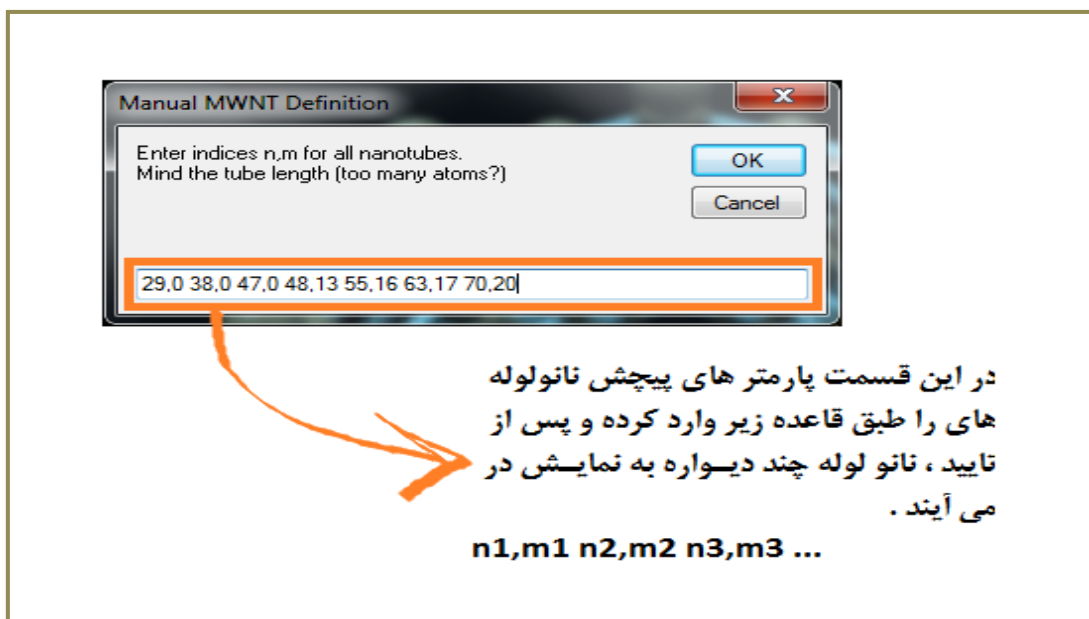 Manual MWNT Definition
Enter indices n,m for all nanotubes.
Mind the tube length (too many atoms?)
OK
Cancel
29,0 38,0 47,0 48,13 55,16 63,17 70,20
در این قسمت پارمتر های پیچش نانولوله
های را طبق قاعده زیر وارد کرده و پس از
تایید ، نانو لوله چند دیــواره به نمایــش در
می آیند .
n1,m1 n2,m2 n3,m3 ...